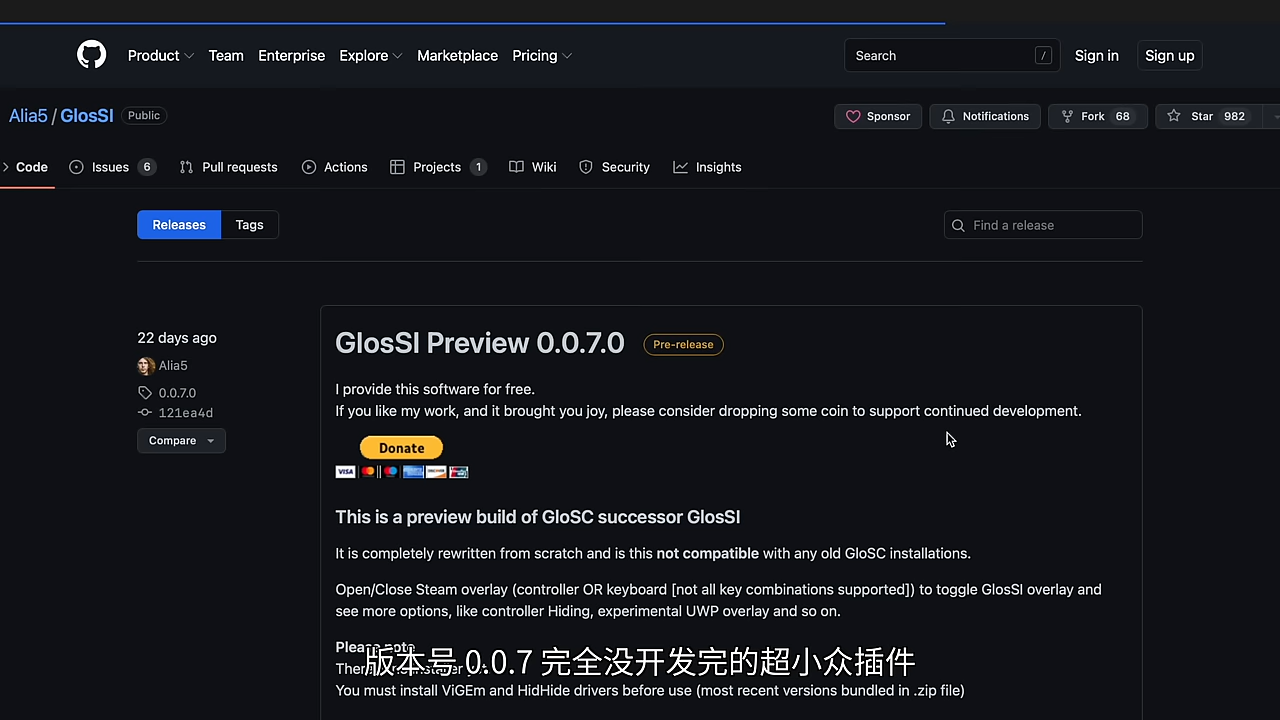 Product Team Enterprise Explore Marketplace Pricing Search / Sign in Sign up
Alia5 / GlosSI Public Sponsor Notifications Fork 68 Star 982
Code Issues 6 Pull requests Actions Projects 1 Wiki Security Insights
Releases Tags Find a release
22 days ago
Alia5
0.0.7.0
121ea4d
Compare
GlosSI Preview 0.0.7.0 Pre-release
I provide this software for free.
If you like my work, and it brought you joy, please consider dropping some coin to support continued development.
Donate
VISA
This is a preview build of GloSC successor GlosSI
It is completely rewritten from scratch and is this not compatible with any old GloSC installations.
Open/Close Steam overlay (controller OR keyboard [not all key combinations supported]) to toggle GlosSI overlay and
see more options, like controller Hiding, experimental UWP overlay and so on.
Please note
版本号 0.0.7 完全没开发完的超小众插件
You must install ViGEm and HidHide drivers before use (most recent versions bundled in .zip file)